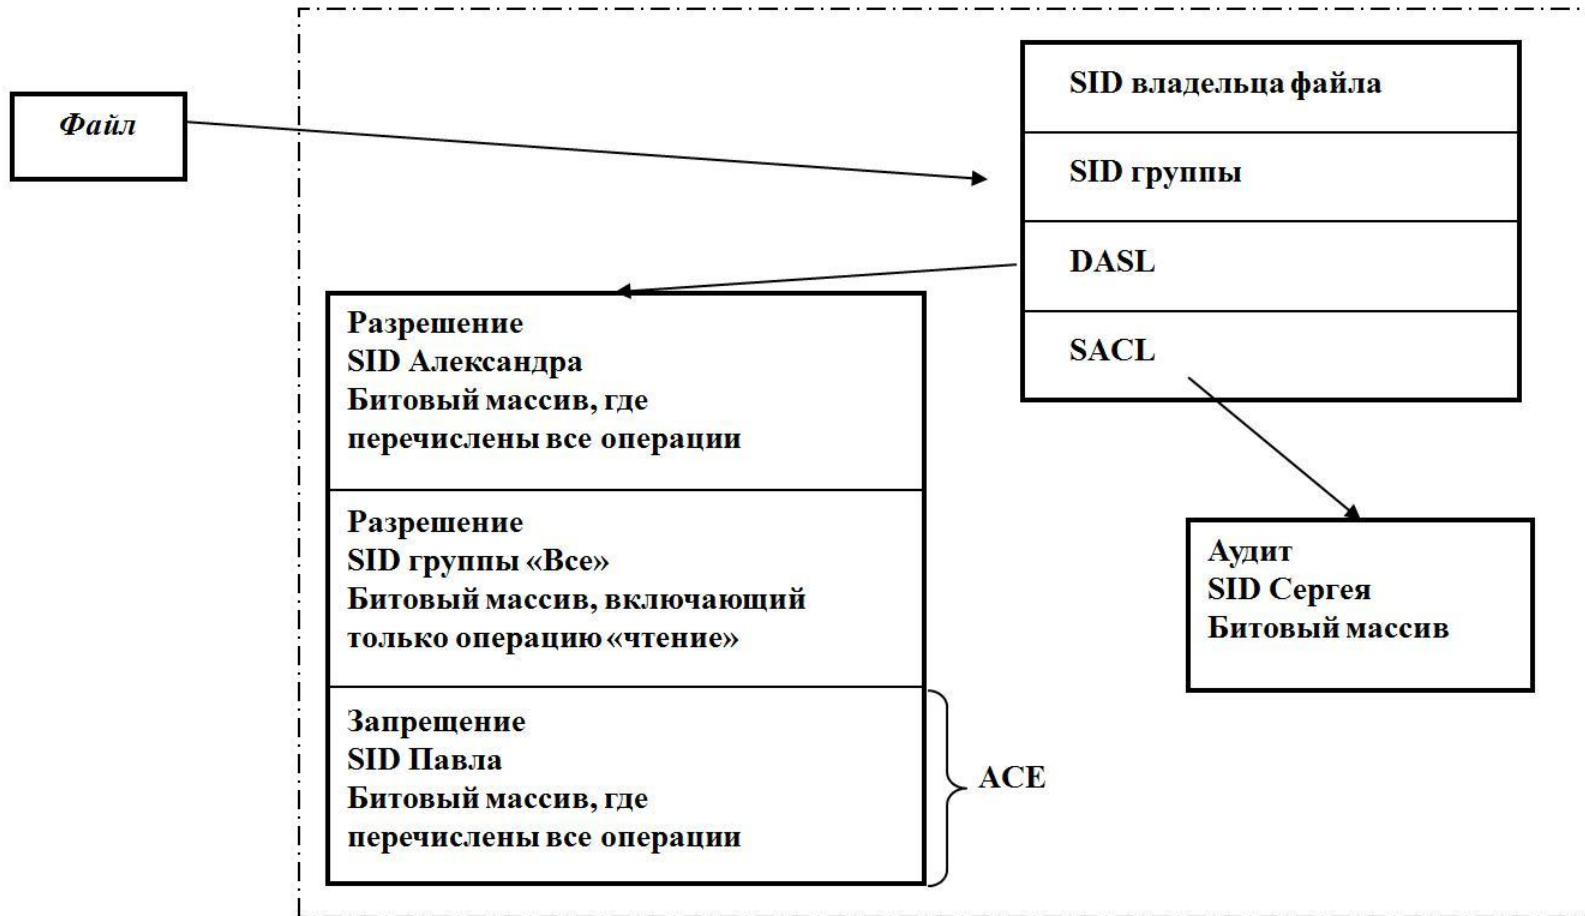 Файл
SID владельца файла
SID группы
DASL
SACL
Разрешение
SID Александра
Битовый массив, где
перечислены все операции
Разрешение
SID группы «Все»
Битовый массив, включающий
только операцию «чтение»
Запрещение
SID Павла
Битовый массив, где
перечислены все операции
ACE
Аудит
SID Сергея
Битовый массив